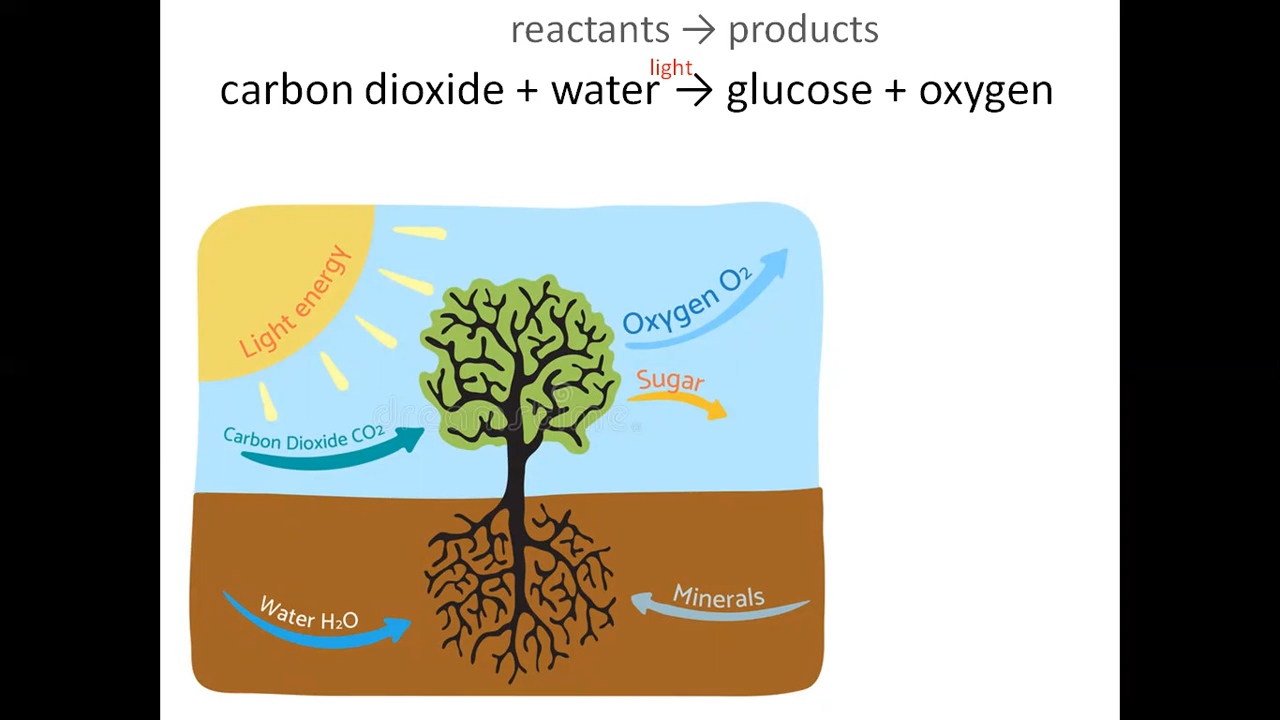 reactants → products
light
carbon dioxide + water → glucose + oxygen
Light energy
Oxygen O₂
Sugar
dreamstime.
Carbon Dioxide CO₂
Water H₂O
Minerals